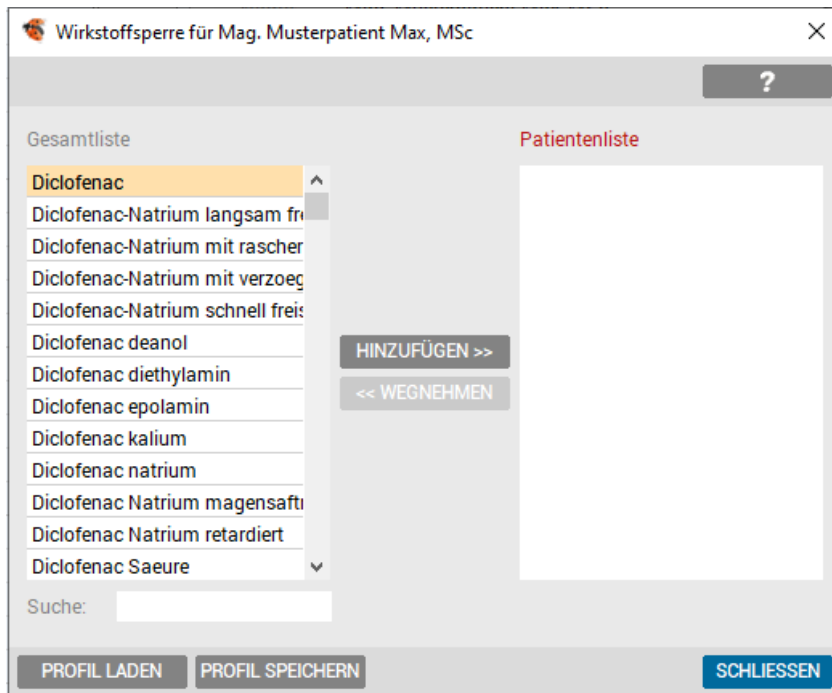 Wirkstoffsperre für Mag. Musterpatient Max, MSc
?
Gesamtliste
Patientenliste
Diclofenac
Diclofenac-Natrium langsam fre
Diclofenac-Natrium mit rascher
Diclofenac-Natrium mit verzoeg
Diclofenac-Natrium schnell freis
Diclofenac deanol
Diclofenac diethylamin
Diclofenac epolamin
Diclofenac kalium
Diclofenac natrium
Diclofenac Natrium magensaftr
Diclofenac Natrium retardiert
Diclofenac Saeure
HINZUFÜGEN >>
<< WEGNEHMEN
Suche:
PROFIL LADEN PROFIL SPEICHERN SCHLIESSEN